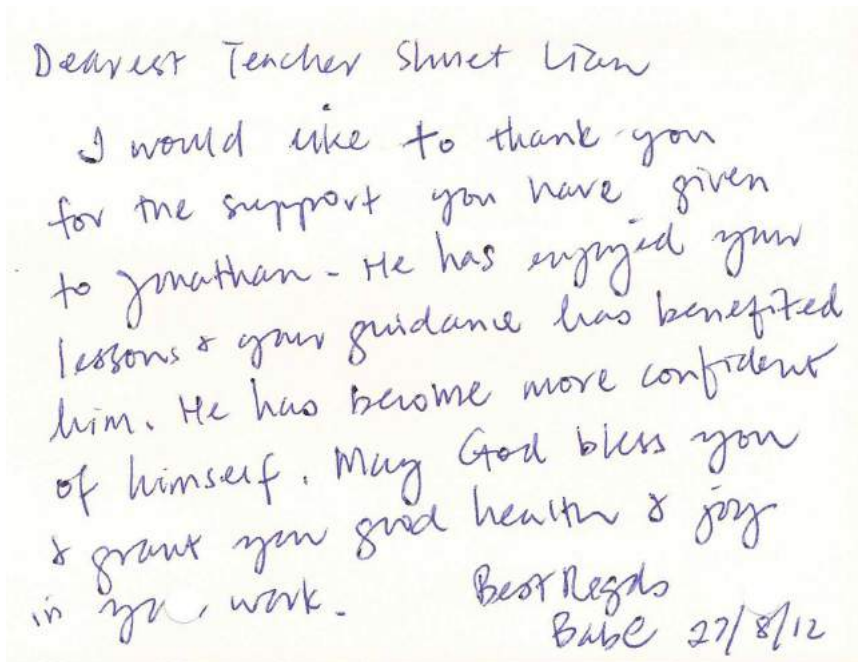 Dearest Teacher Shuet Lian
I would like to thank you
for the support you have given
to Jonathan - He has enjoyed your
lessons & your guidance has benefited
him. He has become more confident
of himself. May God bless you
& grant you good health & joy
in work.
Best Regds
Babe 27/8/12